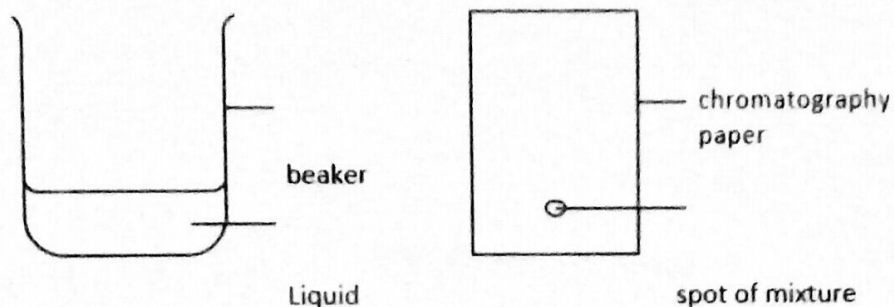 beaker
Liquid
chromatography
paper
spot of mixture